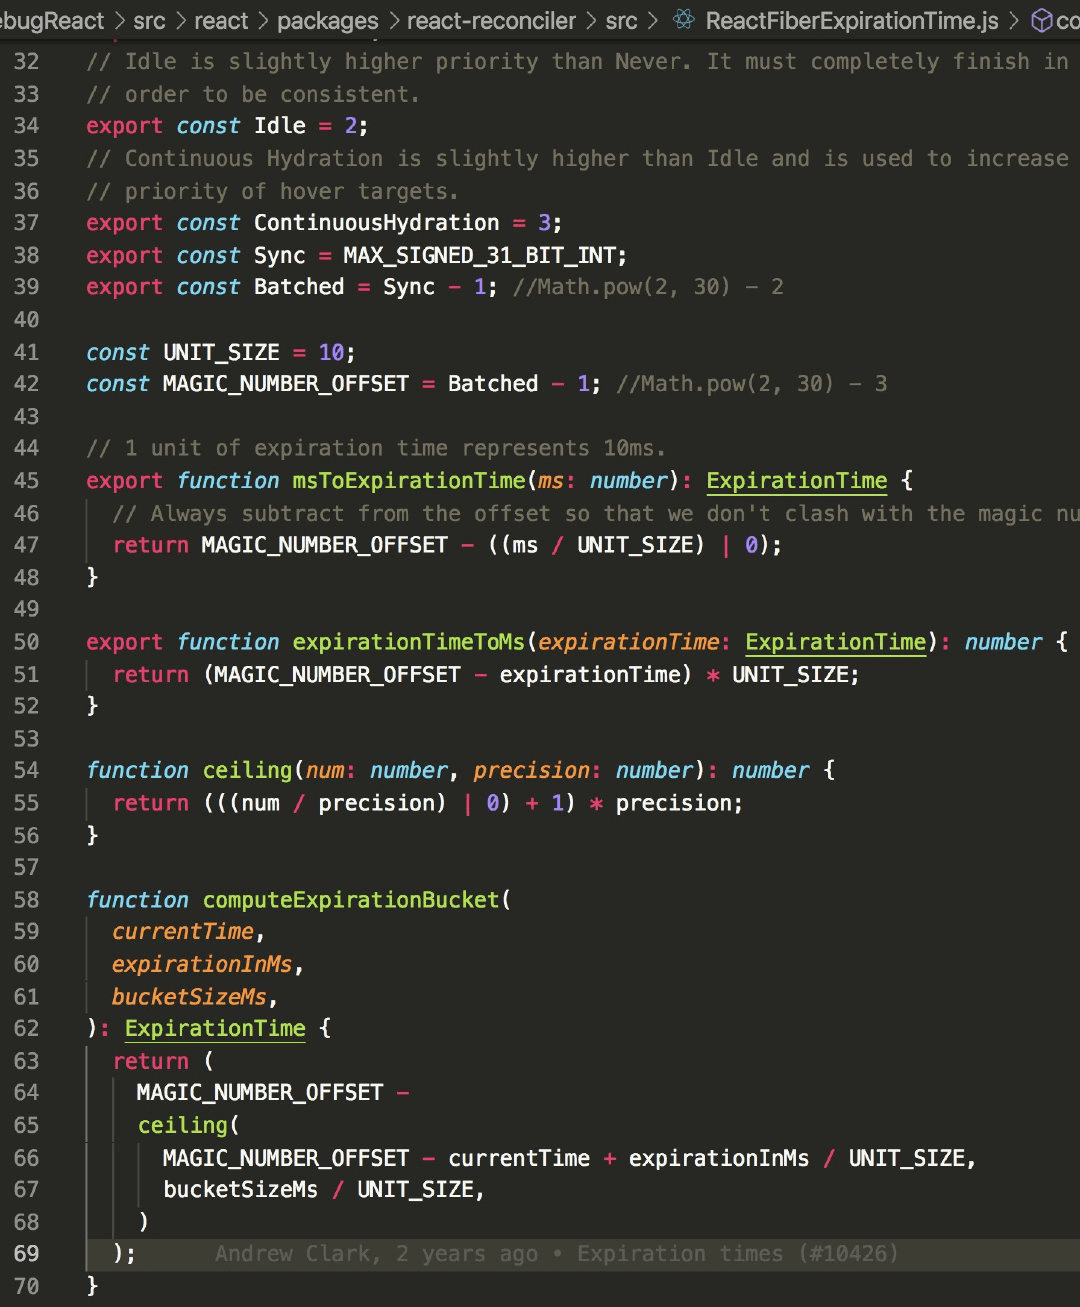 ebugReact > src > react > packages > react-reconciler > src > ReactFiberExpirationTime.js > co
32 // Idle is slightly higher priority than Never. It must completely finish in
33 // order to be consistent.
34 export const Idle = 2;
35 // Continuous Hydration is slightly higher than Idle and is used to increase
36 // priority of hover targets.
37 export const ContinuousHydration = 3;
38 export const Sync = MAX_SIGNED_31_BIT_INT;
39 export const Batched = Sync - 1; //Math.pow(2, 30) - 2
40
41 const UNIT_SIZE = 10;
42 const MAGIC_NUMBER_OFFSET = Batched - 1; //Math.pow(2, 30) - 3
43
44 // 1 unit of expiration time represents 10ms.
45 export function msToExpirationTime(ms: number): ExpirationTime {
46   // Always subtract from the offset so that we don't clash with the magic nu
47   return MAGIC_NUMBER_OFFSET - ((ms / UNIT_SIZE) | 0);
48 }
49
50 export function expirationTimeToMs(expirationTime: ExpirationTime): number {
51   return (MAGIC_NUMBER_OFFSET - expirationTime) * UNIT_SIZE;
52 }
53
54 function ceiling(num: number, precision: number): number {
55   return (((num / precision) | 0) + 1) * precision;
56 }
57
58 function computeExpirationBucket(
59   currentTime,
60   expirationInMs,
61   bucketSizeMs,
62 ): ExpirationTime {
63   return (
64     MAGIC_NUMBER_OFFSET -
65     ceiling(
66       MAGIC_NUMBER_OFFSET - currentTime + expirationInMs / UNIT_SIZE,
67       bucketSizeMs / UNIT_SIZE,
68     )
69   ); Andrew Clark, 2 years ago • Expiration times (#10426)
70 }